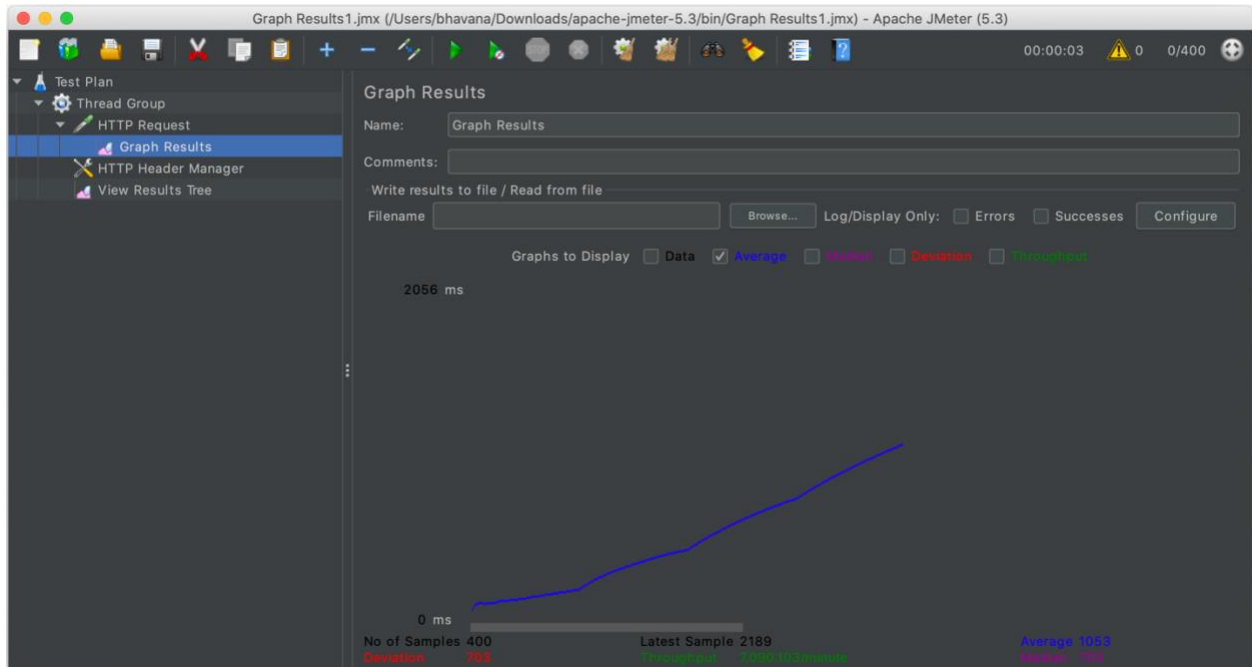 Graph Results1.jmx (/Users/bhavana/Downloads/apache-jmeter-5.3/bin/Graph Results1.jmx) - Apache JMeter (5.3)
00:00:03 0 0/400
Test Plan
Thread Group
HTTP Request
Graph Results
HTTP Header Manager
View Results Tree
Graph Results
Name: Graph Results
Comments:
Write results to file / Read from file
Filename Browse... Log/Display Only: Errors Successes Configure
Graphs to Display Data Average Median Deviation Throughput
2056 ms
0 ms
No of Samples 400 Latest Sample 2189 Average 1053
Deviation 703 Throughput Median